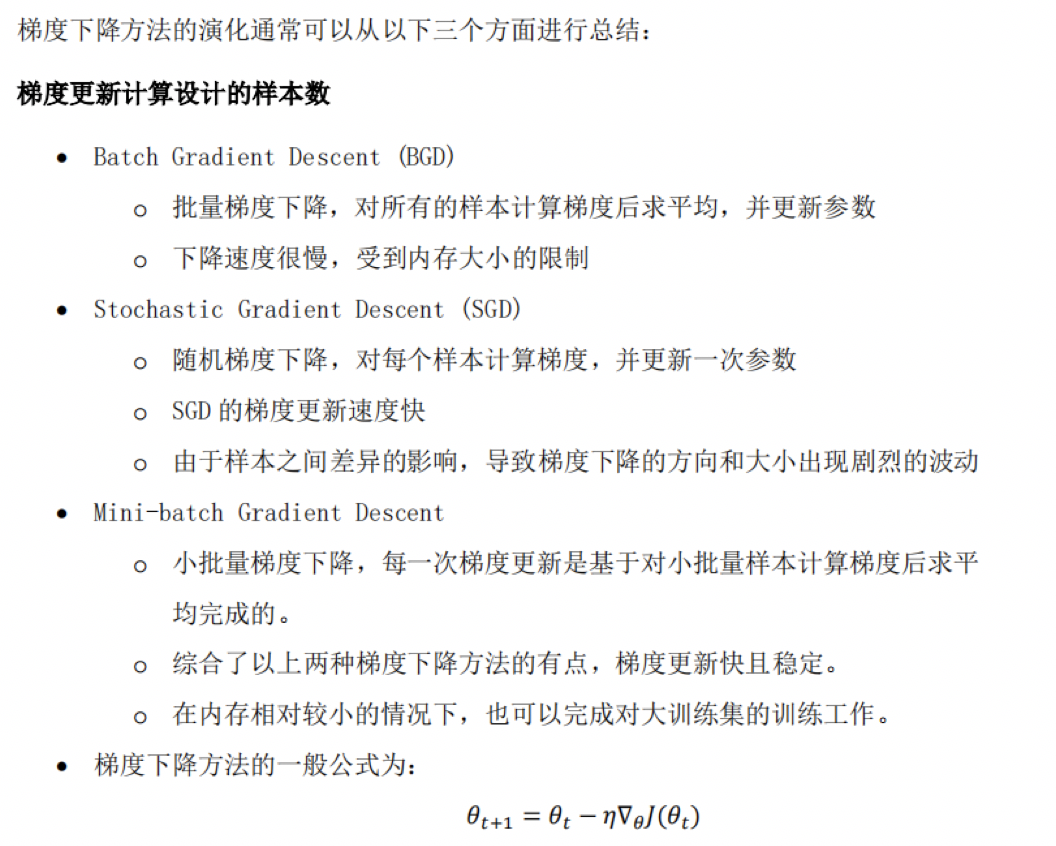 梯度下降方法的演化通常可以从以下三个方面进行总结：
梯度更新计算设计的样本数
• Batch Gradient Descent (BGD)
o 批量梯度下降，对所有的样本计算梯度后求平均，并更新参数
o 下降速度很慢，受到内存大小的限制
• Stochastic Gradient Descent (SGD)
o 随机梯度下降，对每个样本计算梯度，并更新一次参数
o SGD 的梯度更新速度快
o 由于样本之间差异的影响，导致梯度下降的方向和大小出现剧烈的波动
• Mini-batch Gradient Descent
o 小批量梯度下降，每一次梯度更新是基于对小批量样本计算梯度后求平
均完成的。
o 综合了以上两种梯度下降方法的有点，梯度更新快且稳定。
o 在内存相对较小的情况下，也可以完成对大训练集的训练工作。
• 梯度下降方法的一般公式为：
θ_{t+1} = θ_t − η∇_θJ(θ_t)